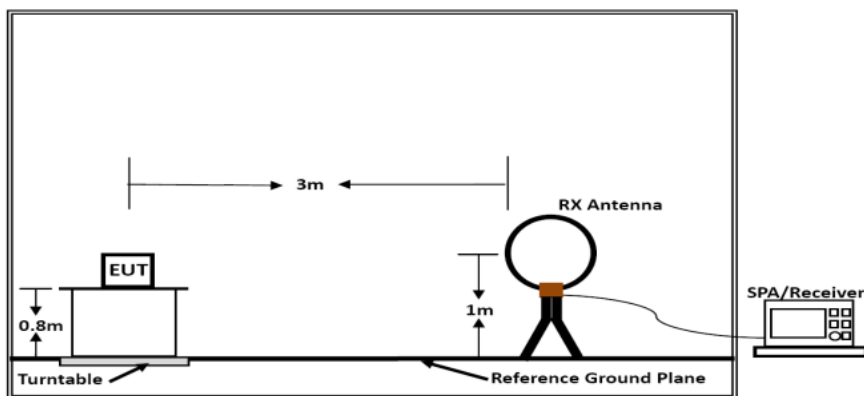 3m
RX Antenna
EUT
SPA/Receiver
0.8m
1m
Turntable
Reference Ground Plane